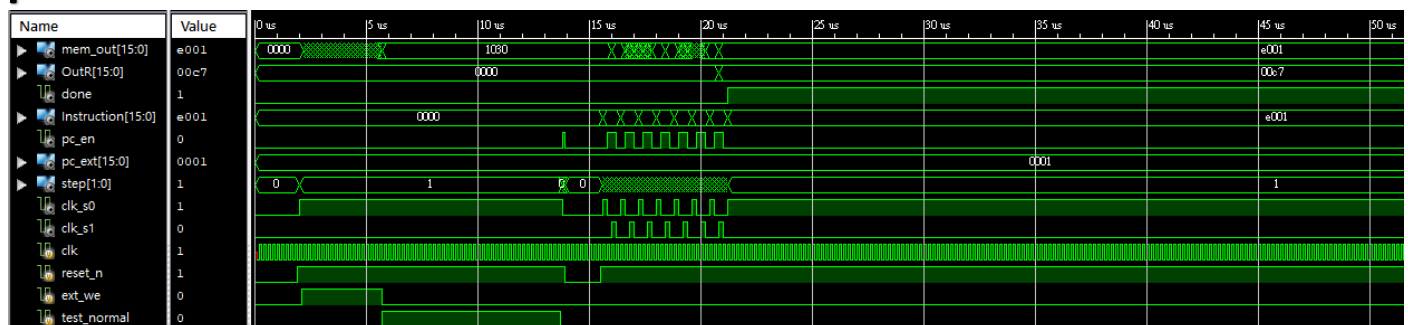 Name Value 0 us 5 us 10 us 15 us 20 us 25 us 30 us 35 us 40 us 45 us 50 us
mem_out[15:0] e001 0000 1030 e001
OutR[15:0] 00c7 0000 00c7
done 1
Instruction[15:0] e001 0000 e001
pc_en 0
pc_ext[15:0] 0001 0001
step[1:0] 1 0 1 0 0 1
clk_s0 1
clk_s1 0
clk 1
reset_n 1
ext_we 0
test_normal 0